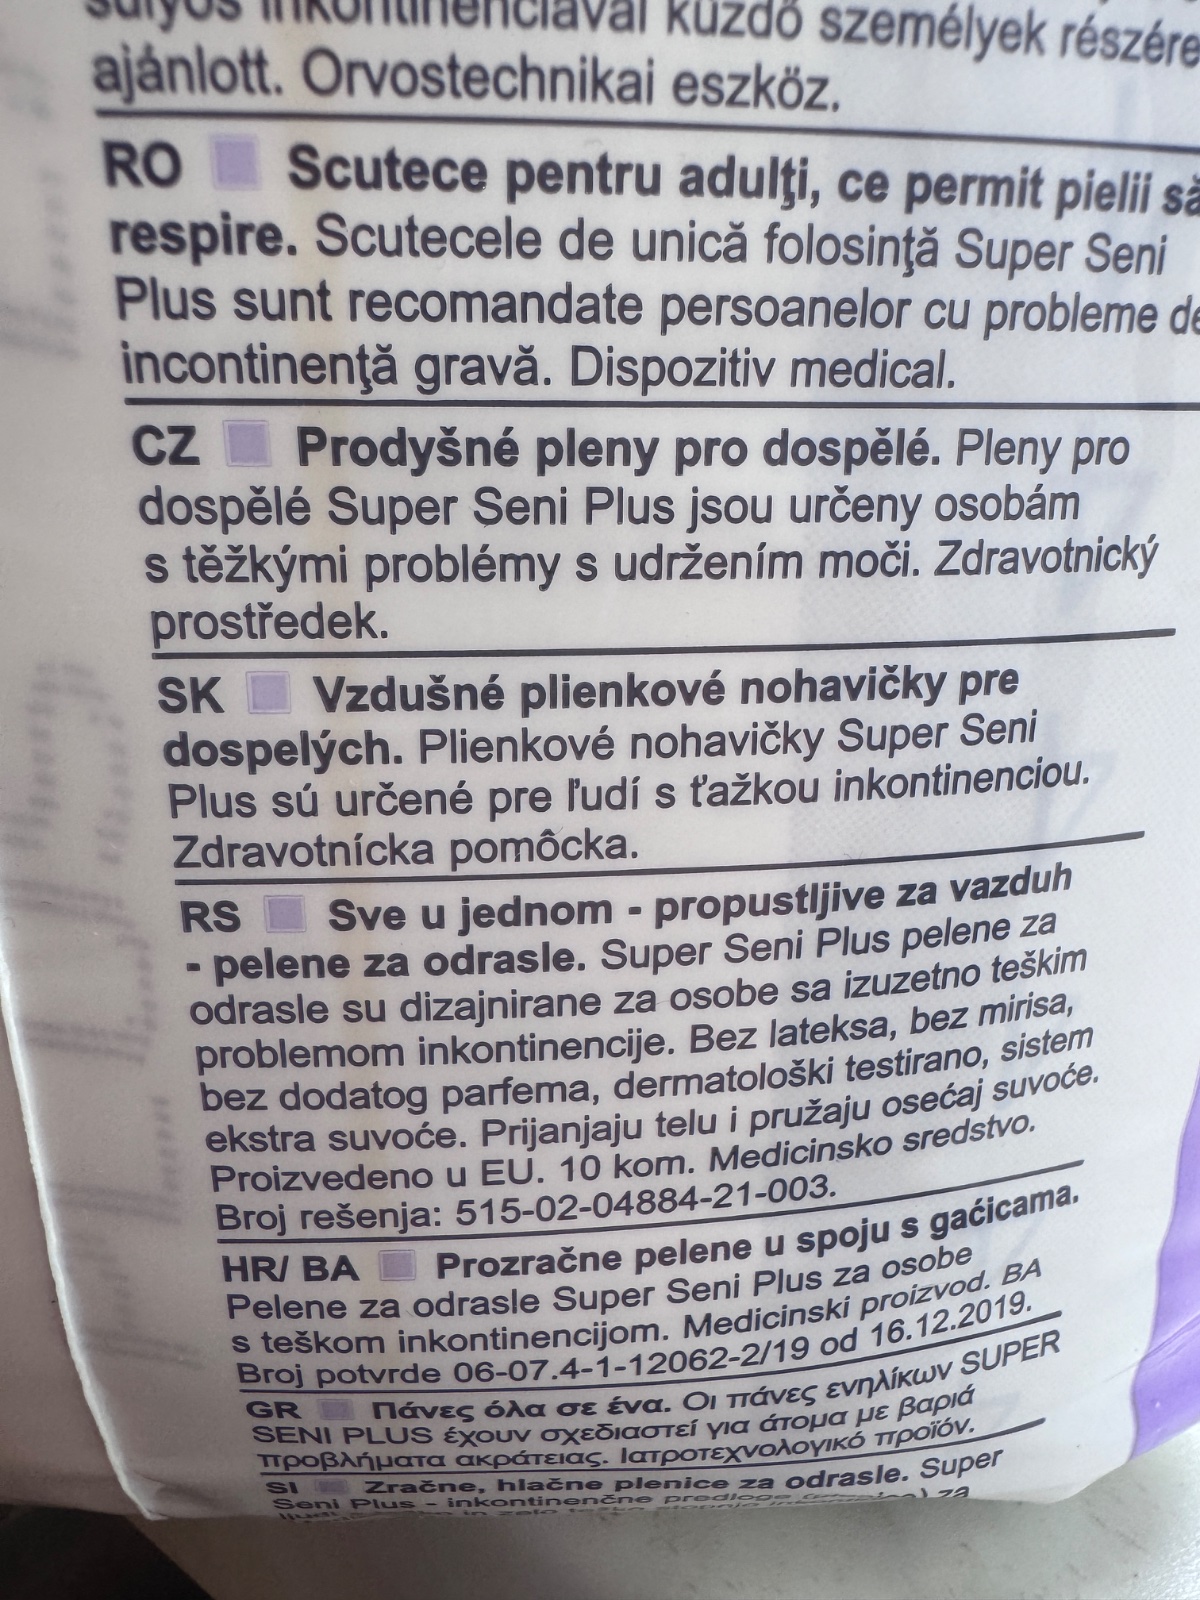 súlyos inkontinenciával küzdő személyek részére
ajánlott. Orvostechnikai eszköz.
RO Scutece pentru adulţi, ce permit pielii să
respire. Scutecele de unică folosinţă Super Seni
Plus sunt recomandate persoanelor cu probleme de
incontinenţă gravă. Dispozitiv medical.
CZ Prodyšné pleny pro dospělé. Pleny pro
dospělé Super Seni Plus jsou určeny osobám
s těžkými problémy s udržením moči. Zdravotnický
prostředek.
SK Vzdušné plienkové nohavičky pre
dospelých. Plienkové nohavičky Super Seni
Plus sú určené pre ľudí s ťažkou inkontinenciou.
Zdravotnícka pomôcka.
RS Sve u jednom - propustljive za vazduh
- pelene za odrasle. Super Seni Plus pelene za
odrasle su dizajnirane za osobe sa izuzetno teškim
problemom inkontinencije. Bez lateksa, bez mirisa,
bez dodatog parfema, dermatološki testirano, sistem
ekstra suvoće. Prijanjaju telu i pružaju osećaj suvoće.
Proizvedeno u EU. 10 kom. Medicinsko sredstvo.
Broj rešenja: 515-02-04884-21-003.
HR/ BA Prozračne pelene u spoju s gaćicama.
Pelene za odrasle Super Seni Plus za osobe
s teškom inkontinencijom. Medicinski proizvod. BA
Broj potvrde 06-07.4-1-12062-2/19 od 16.12.2019.
GR Πάνες όλα σε ένα. Οι πάνες ενηλίκων SUPER
SENI PLUS έχουν σχεδιαστεί για άτομα με βαριά
προβλήματα ακράτειας. Ιατροτεχνολογικό προϊόν.
SI Zračne, hlačne plenice za odrasle. Super
Seni Plus - inkontinenčne predloge za
ljudi